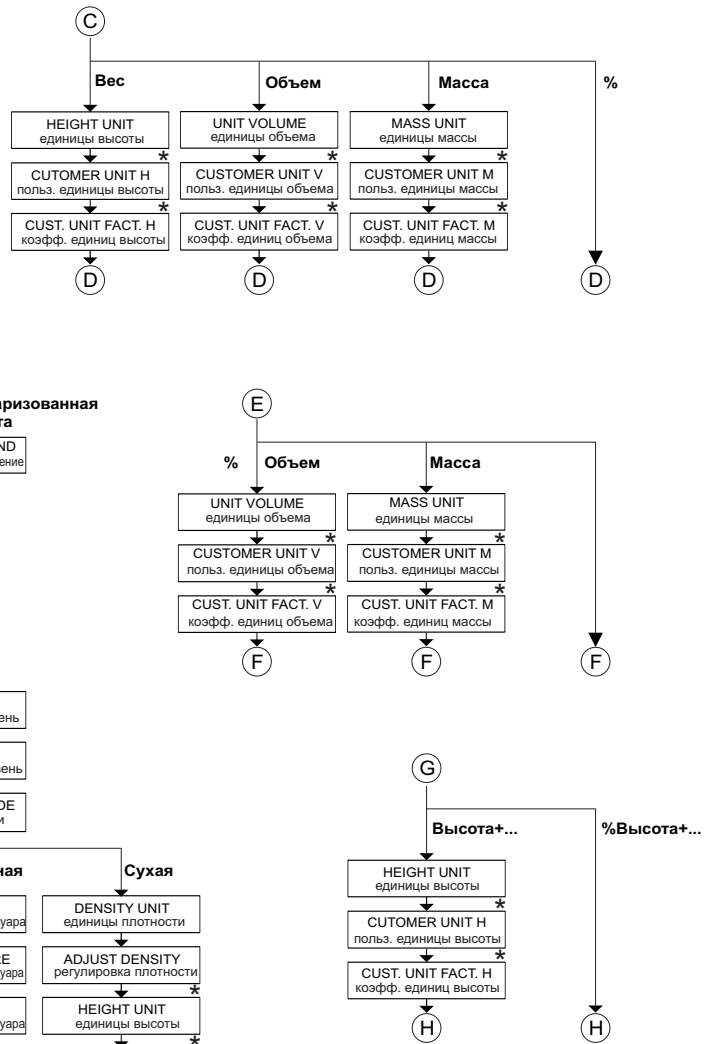 C
Вес
Объем
Масса
%
HEIGHT UNIT
единицы высоты
*
CUTOMER UNIT H
польз. единицы высоты
*
CUST. UNIT FACT. H
коэфф. единиц высоты
D
UNIT VOLUME
единицы объема
*
CUSTOMER UNIT V
польз. единицы объема
*
CUST. UNIT FACT. V
коэфф. единиц объема
D
MASS UNIT
единицы массы
*
CUSTOMER UNIT M
польз. единицы массы
*
CUST. UNIT FACT. M
коэфф. единиц массы
D
D
E
% Объем
Масса
UNIT VOLUME
единицы объема
*
CUSTOMER UNIT V
польз. единицы объема
*
CUST. UNIT FACT. V
коэфф. единиц объема
F
MASS UNIT
единицы массы
*
CUSTOMER UNIT M
польз. единицы массы
*
CUST. UNIT FACT. M
коэфф. единиц массы
F
F
G
Высота+...
%Высота+...
HEIGHT UNIT
единицы высоты
*
CUTOMER UNIT H
польз. единицы высоты
*
CUST. UNIT FACT. H
коэфф. единиц высоты
H
H
Сухая
DENSITY UNIT
единицы плотности
ADJUST DENSITY
регулировка плотности
*
HEIGHT UNIT
единицы высоты
*